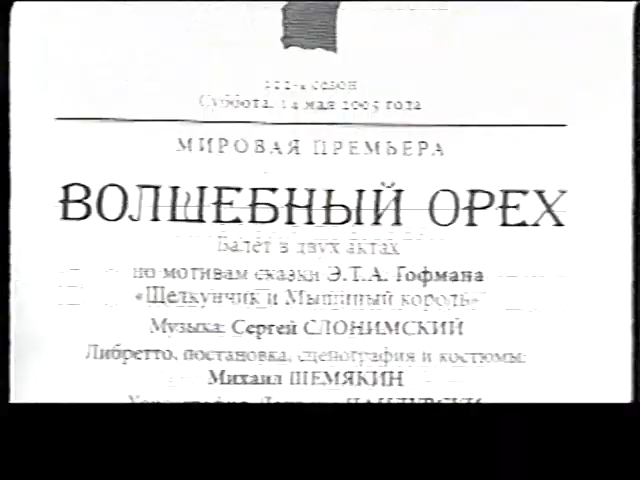 сезон
Суббота, 14 мая 2005 года
МИРОВАЯ ПРЕМЬЕРА
ВОЛШЕБНЫЙ ОРЕХ
Балет в двух актах
по мотивам сказки Э.Т.А. Гофмана
«Щелкунчик и Мышиный король»
Музыка: Сергей СЛОНИМСКИЙ
Либретто, постановка, сценография и костюмы:
Михаил ШЕМЯКИН